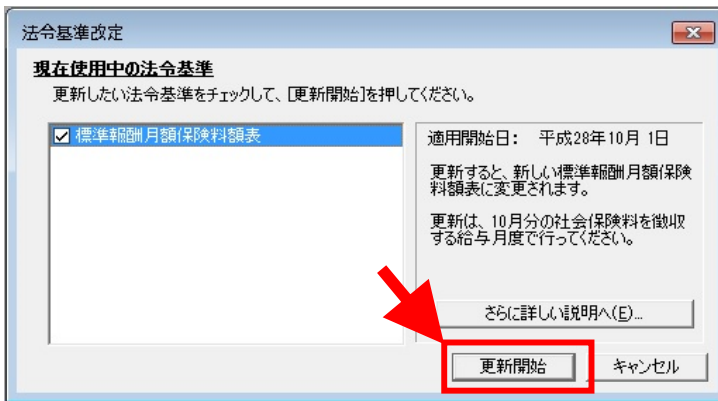 法令基準改定
現在使用中の法令基準
更新したい法令基準をチェックして、[更新開始]を押してください。
標準報酬月額保険料額表
適用開始日： 平成28年10月 1日
更新すると、新しい標準報酬月額保険
料額表に変更されます。
更新は、10月分の社会保険料を徴収
する給与月度で行ってください。
さらに詳しい説明へ(E)...
更新開始
キャンセル